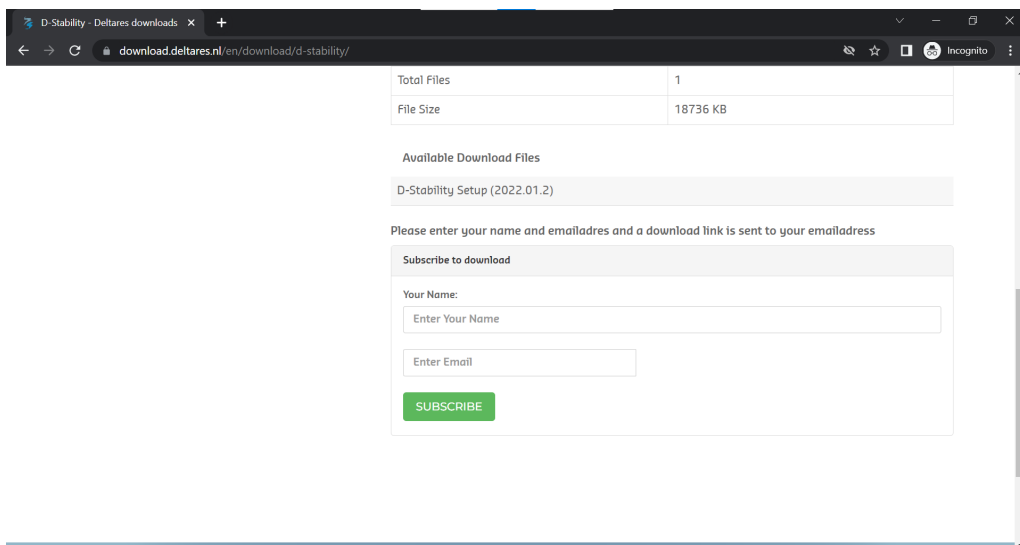 D-Stability - Deltares downloads
download.deltares.nl/en/download/d-stability/
Incognito
Total Files 1
File Size 18736 KB
Available Download Files
D-Stability Setup (2022.01.2)
Please enter your name and emailadres and a download link is sent to your emailadress
Subscribe to download
Your Name:
Enter Your Name
Enter Email
SUBSCRIBE